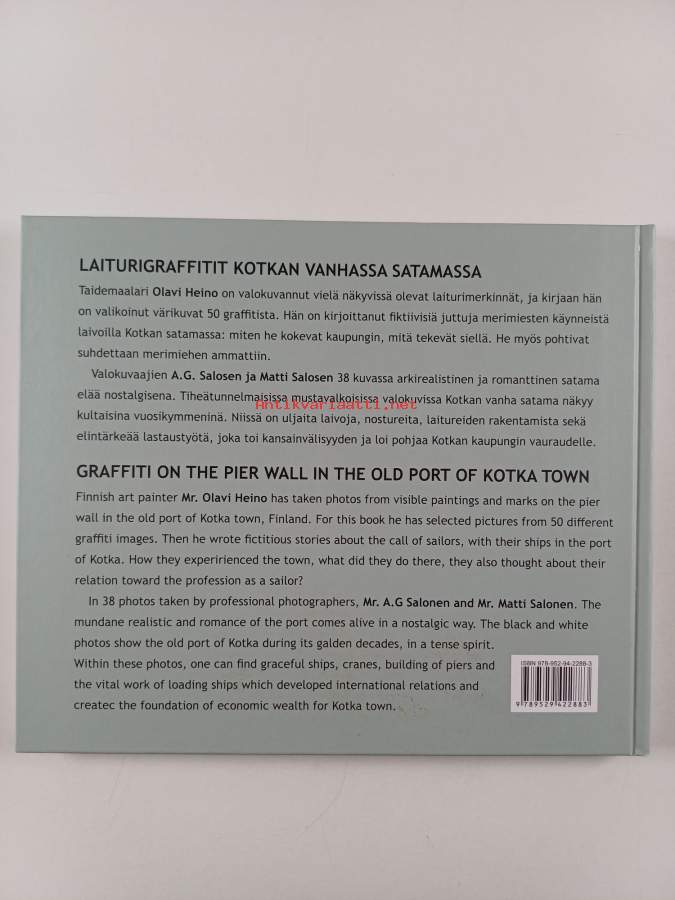 LAITURIGRAFFITIT KOTKAN VANHASSA SATAMASSA
Taidemaalari Olavi Heino on valokuvannut vielä näkyvissä olevat laiturimerkinnät, ja kirjaan hän
on valikoinut värikuvat 50 graffitista. Hän on kirjoittanut fiktiivisiä juttuja merimiesten käynneistä
laivoilla Kotkan satamassa: miten he kokevat kaupungin, mitä tekevät siellä. He myös pohtivat
suhdettaan merimiehen ammattiin.
Valokuvaajien A.G. Salosen ja Matti Salosen 38 kuvassa arkirealistinen ja romanttinen satama
elää nostalgisena. Tiheätunnelmaisissa mustavalkoisissa valokuvissa Kotkan vanha satama näkyy
Antikvariaatti.net
kultaisina vuosikymmeninä. Niissä on uljaita laivoja, nostureita, laitureiden rakentamista sekä
elintärkeää lastaustyötä, joka toi kansainvälisyyden ja loi pohjaa Kotkan kaupungin vauraudelle.
GRAFFITI ON THE PIER WALL IN THE OLD PORT OF KOTKA TOWN
Finnish art painter Mr. Olavi Heino has taken photos from visible paintings and marks on the pier
wall in the old port of Kotka town, Finland. For this book he has selected pictures from 50 different
graffiti images. Then he wrote fictitious stories about the call of sailors, with their ships in the port
of Kotka. How they experirienced the town, what did they do there, they also thought about their
relation toward the profession as a sailor?
In 38 photos taken by professional photographers, Mr. A.G Salonen and Mr. Matti Salonen. The
mundane realistic and romance of the port comes alive in a nostalgic way. The black and white
photos show the old port of Kotka during its galden decades, in a tense spirit.
Within these photos, one can find graceful ships, cranes, building of piers and
the vital work of loading ships which developed international relations and
createc the foundation of economic wealth for Kotka town.
ISBN 978-952-94-2288-3
9 789529 422883